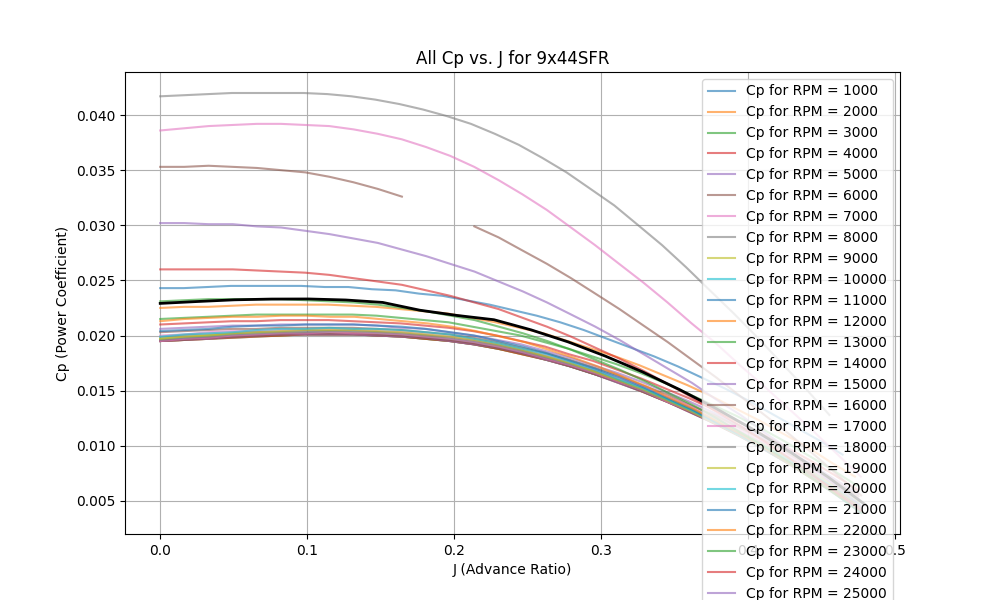 All Cp vs. J for 9x44SFR
Cp (Power Coefficient)
0.040
0.035
0.030
0.025
0.020
0.015
0.010
0.005
0.0
0.1
0.2
0.3
0.5
J (Advance Ratio)
Cp for RPM = 1000
Cp for RPM = 2000
Cp for RPM = 3000
Cp for RPM = 4000
Cp for RPM = 5000
Cp for RPM = 6000
Cp for RPM = 7000
Cp for RPM = 8000
Cp for RPM = 9000
Cp for RPM = 10000
Cp for RPM = 11000
Cp for RPM = 12000
Cp for RPM = 13000
Cp for RPM = 14000
Cp for RPM = 15000
Cp for RPM = 16000
Cp for RPM = 17000
Cp for RPM = 18000
Cp for RPM = 19000
Cp for RPM = 20000
Cp for RPM = 21000
Cp for RPM = 22000
Cp for RPM = 23000
Cp for RPM = 24000
Cp for RPM = 25000